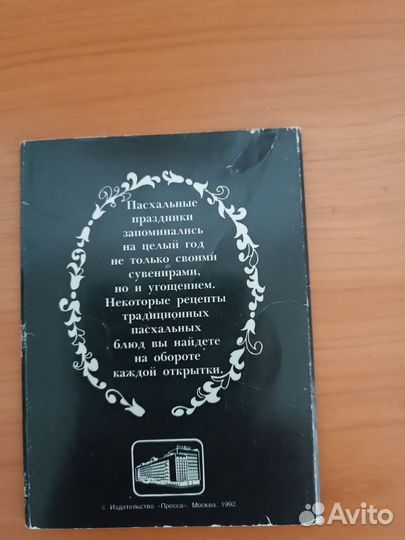 Пасхальные
праздники
запоминались
на целый год
не только своими
сувенирами,
но и угощением.
Некоторые рецепты
традиционных
пасхальных
блюд вы найдете
на обороте
каждой открытки.
Издательство «Пресса». Москва. 1992.
Avito